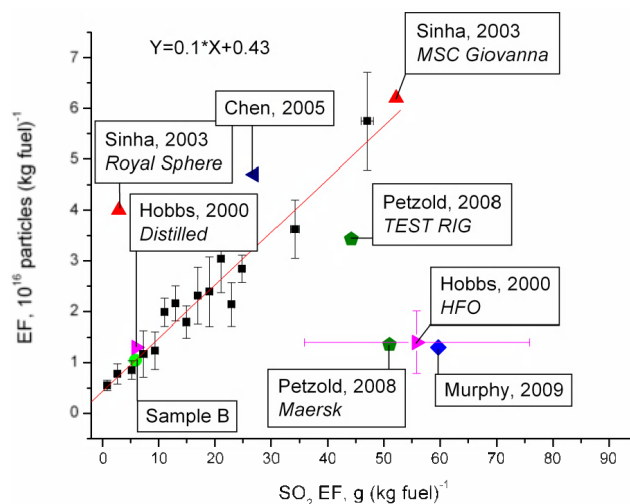 Y=0.1*X+0.43
Sinha, 2003
MSC Giovanna
Chen, 2005
Sinha, 2003
Royal Sphere
Hobbs, 2000
Distilled
Petzold, 2008
TEST RIG
Hobbs, 2000
HFO
Sample B
Petzold, 2008
Maersk
Murphy, 2009
EF, 10¹⁶ particles (kg fuel)⁻¹
7
6
5
4
3
2
1
0
0 10 20 30 40 50 60 70 80 90
SO₂ EF, g (kg fuel)⁻¹